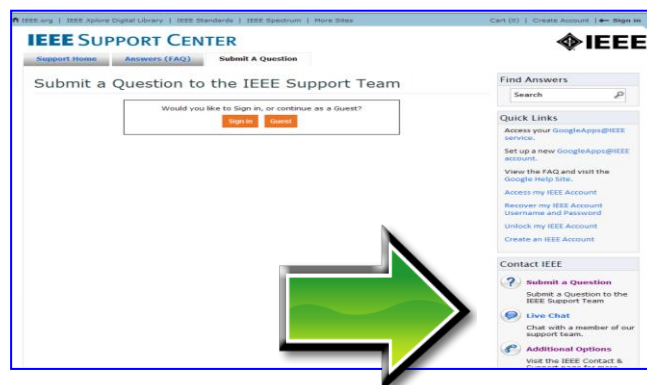 IEEE.org | IEEE Xplore Digital Library | IEEE Standards | IEEE Spectrum | More Sites
Cart (0) | Create Account | Sign In
IEEE SUPPORT CENTER
IEEE
Support Home
Answers (FAQ)
Submit A Question
Submit a Question to the IEEE Support Team
Would you like to Sign in, or continue as a Guest?
Sign In
Guest
Find Answers
Search
Quick Links
Access your GoogleApps@IEEE
service.
Set up a new GoogleApps@IEEE
account.
View the FAQ and visit the
Google Help Site.
Access my IEEE Account
Recover my IEEE Account
Username and Password
Unlock my IEEE Account
Create an IEEE Account
Contact IEEE
Submit a Question
Submit a Question to the
IEEE Support Team
Live Chat
Chat with a member of our
support team.
Additional Options
Visit the IEEE Contact &